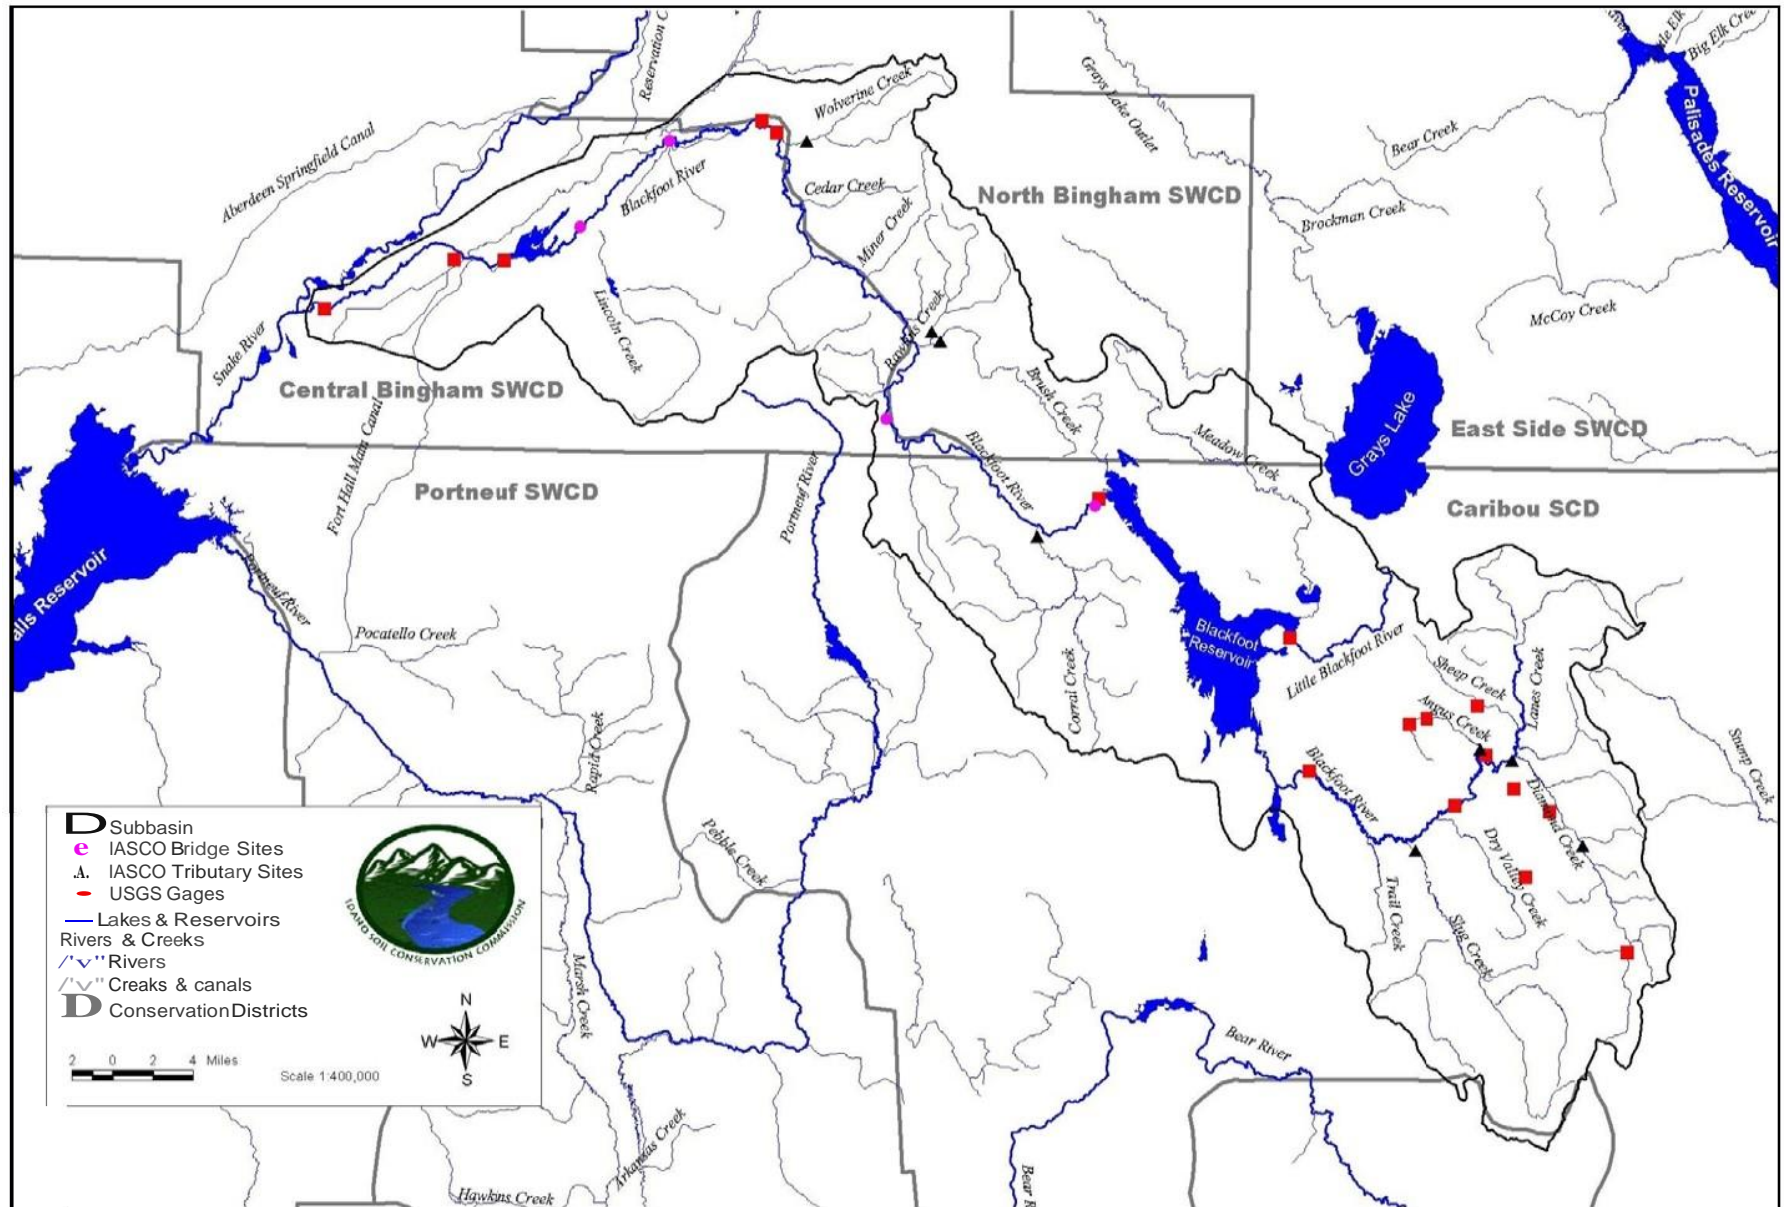 Reservation C
Wolverine Creek
Grays Lake Outlet
Big Elk Cree
Palisades Reservoir
Bear Creek
Aberdeen Springfield Canal
Blackfoot River
Cedar Creek
North Bingham SWCD
Brockman Creek
Miner Creek
McCoy Creek
Lincoln Creek
Snake River
Central Bingham SWCD
Brush Creek
Grays Lake
East Side SWCD
Meadow Creek
Fort Hall Main Canal
Portneuf SWCD
Portneuf River
Blackfoot River
Caribou SCD
alls Reservoir
Portneuf River
Pocatello Creek
Blackfoot
Reservoir
Little Blackfoot River
Corral Creek
Sheep Creek
Lanes Creek
Angus Creek
Rapid Creek
Stump Creek
Blackfoot River
Diamond Creek
Pebble Creek
Dry Valley Creek
Trail Creek
Slug Creek
D Subbasin
e IASCO Bridge Sites
.A. IASCO Tributary Sites
USGS Gages
Lakes & Reservoirs
Rivers & Creeks
/'v" Rivers
/'v" Creaks & canals
D Conservation Districts
IDAHO SOIL CONSERVATION COMMISSION
N
W E
S
2 0 2 4 Miles
Scale 1:400,000
Marsh Creek
Bear River
Arkansas Creek
Hawkins Creek
Bear R